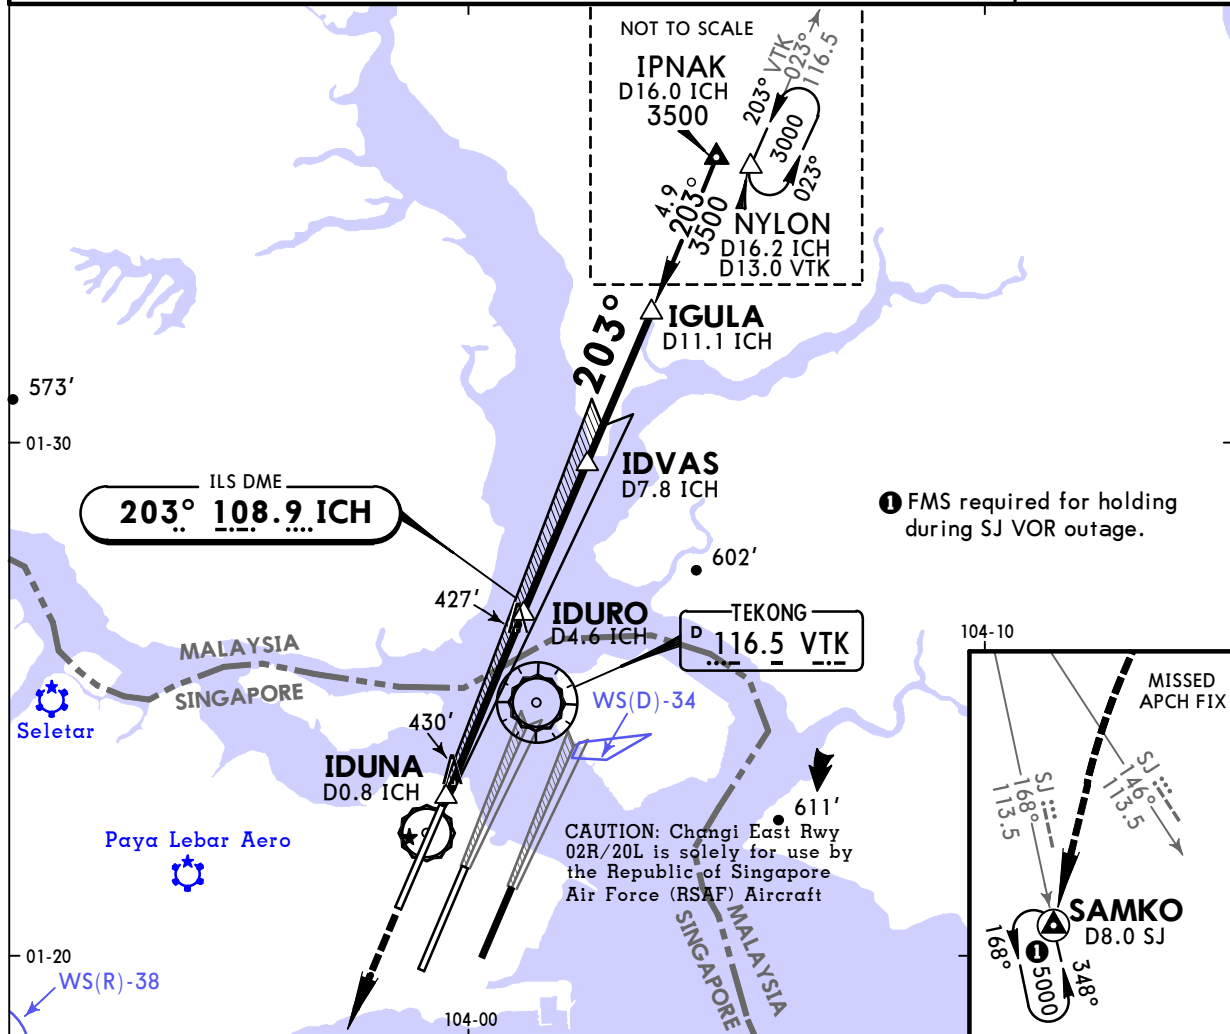 NOT TO SCALE
IPNAK
D16.0 ICH
3500
203° VTK
023°
116.5
3000
023°
4.9
203°
3500
NYLON
D16.2 ICH
D13.0 VTK
203°
IGULA
D11.1 ICH
573'
01-30
IDVAS
D7.8 ICH
ILS DME
203° 108.9 ICH
❶ FMS required for holding
during SJ VOR outage.
602'
427'
IDURO
D4.6 ICH
TEKONG
D 116.5 VTK
104-10
MALAYSIA
SINGAPORE
Seletar
WS(D)-34
430'
IDUNA
D0.8 ICH
611'
Paya Lebar Aero
CAUTION: Changi East Rwy
02R/20L is solely for use by
the Republic of Singapore
Air Force (RSAF) Aircraft
MISSED
APCH FIX
SJ
168°
113.5
SJ
146°
113.5
SAMKO
D8.0 SJ
168°
❶
5000
348°
MALAYSIA
SINGAPORE
01-20
WS(R)-38
104-00